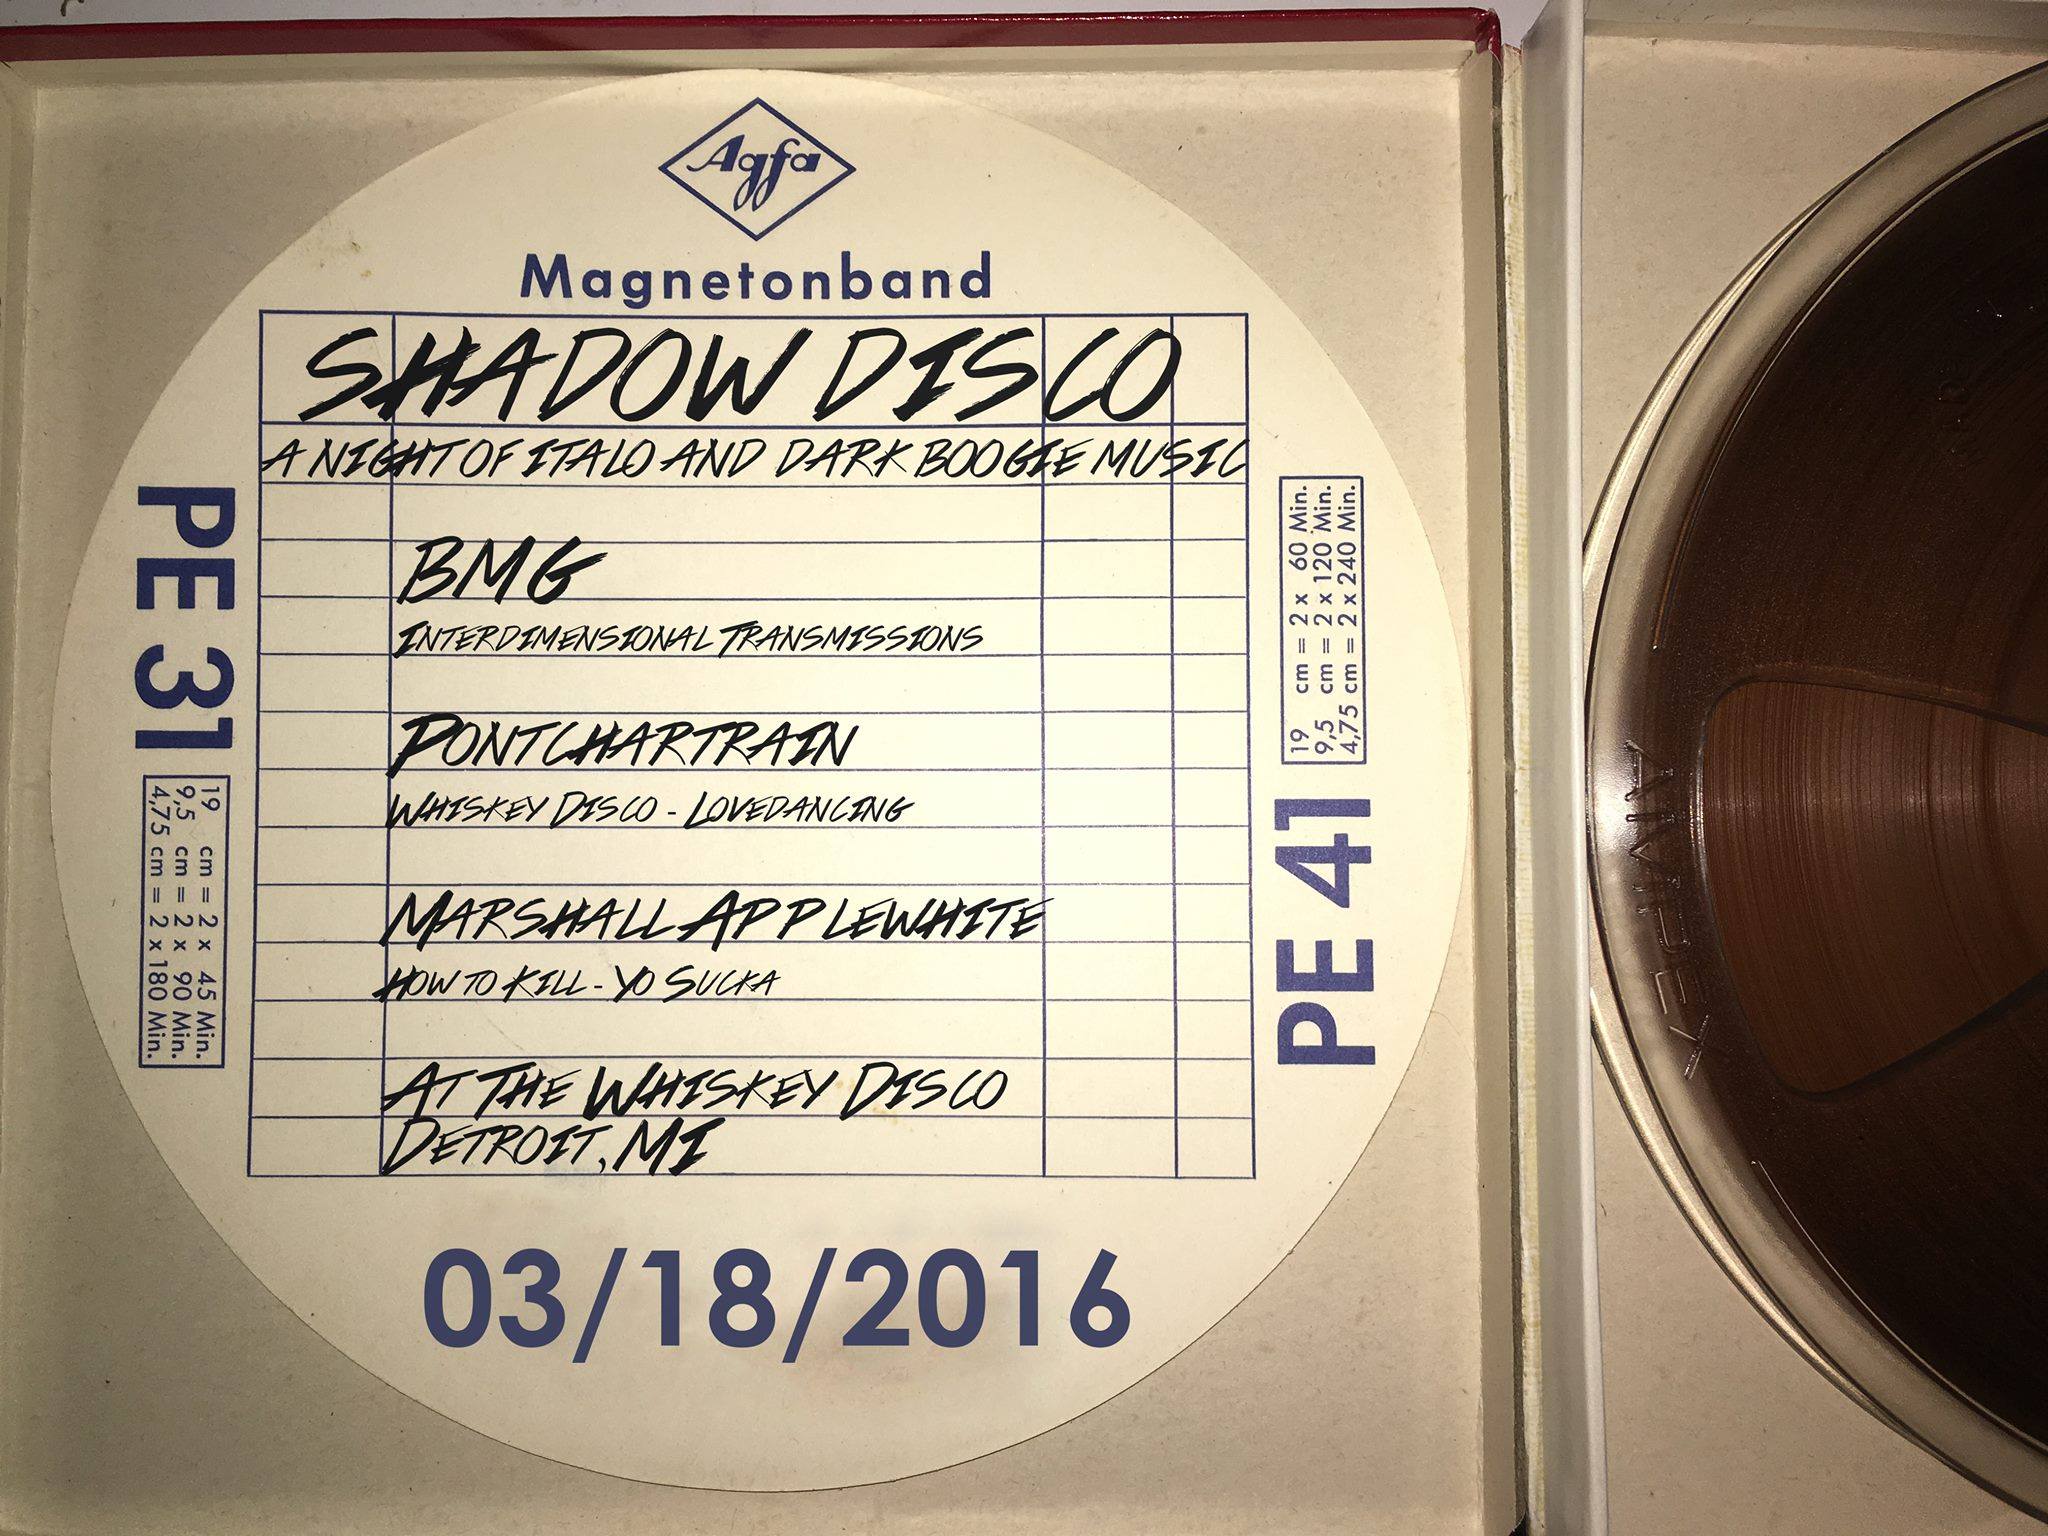 Agfa
Magnetonband
SHADOW DISCO
A NIGHT OF ITALO AND DARK BOOGIE MUSIC
BMG
INTERDIMENSIONAL TRANSMISSIONS
PONTCHARTRAIN
WHISKEY DISCO - LOVEDANCING
MARSHALL APPLEWHITE
HOW TO KILL - YO SUCKA
AT THE WHISKEY DISCO
DETROIT, MI
03/18/2016
PE 31
19 cm = 2 x 45 Min.
9,5 cm = 2 x 90 Min.
4,75 cm = 2 x 180 Min.
PE 41
19 cm = 2 x 60 Min.
9,5 cm = 2 x 120 Min.
4,75 cm = 2 x 240 Min.
AMPEX